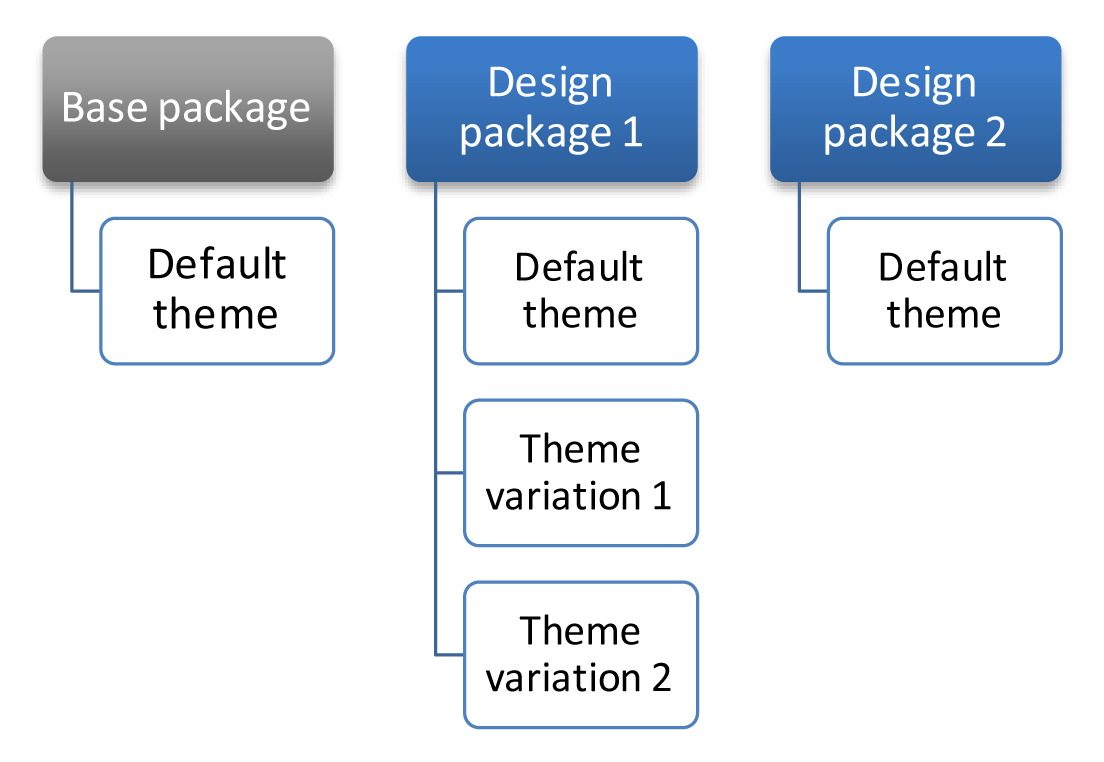 Base package
Default
theme
Design
package 1
Default
theme
Theme
variation 1
Theme
variation 2
Design
package 2
Default
theme